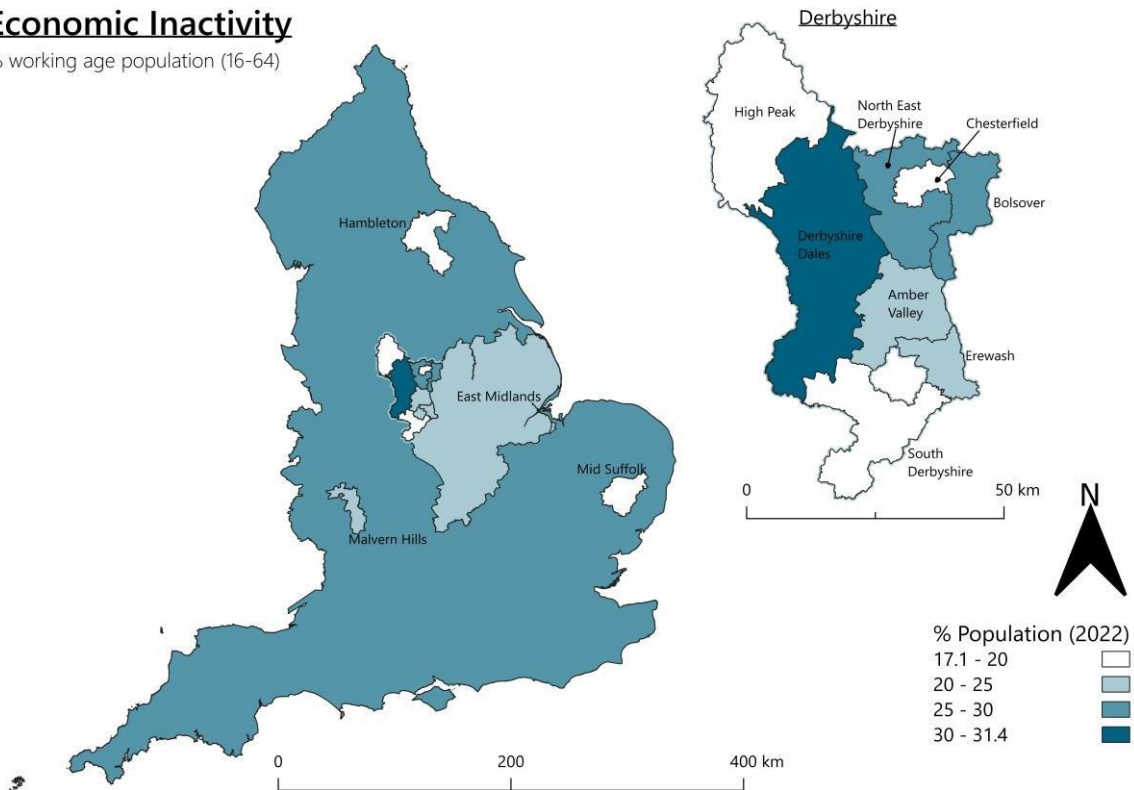 Economic Inactivity
% working age population (16-64)
Derbyshire
High Peak
North East
Derbyshire
Chesterfield
Bolsover
Derbyshire
Dales
Amber
Valley
Erewash
South
Derbyshire
Hambleton
East Midlands
Mid Suffolk
Malvern Hills
0 50 km
N
% Population (2022)
17.1 - 20
20 - 25
25 - 30
30 - 31.4
0 200 400 km